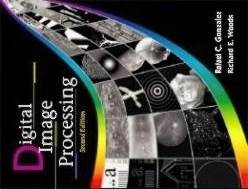 Digital
Image
Processing
Second Edition
Rafael C. Gonzalez
Richard E. Woods
a